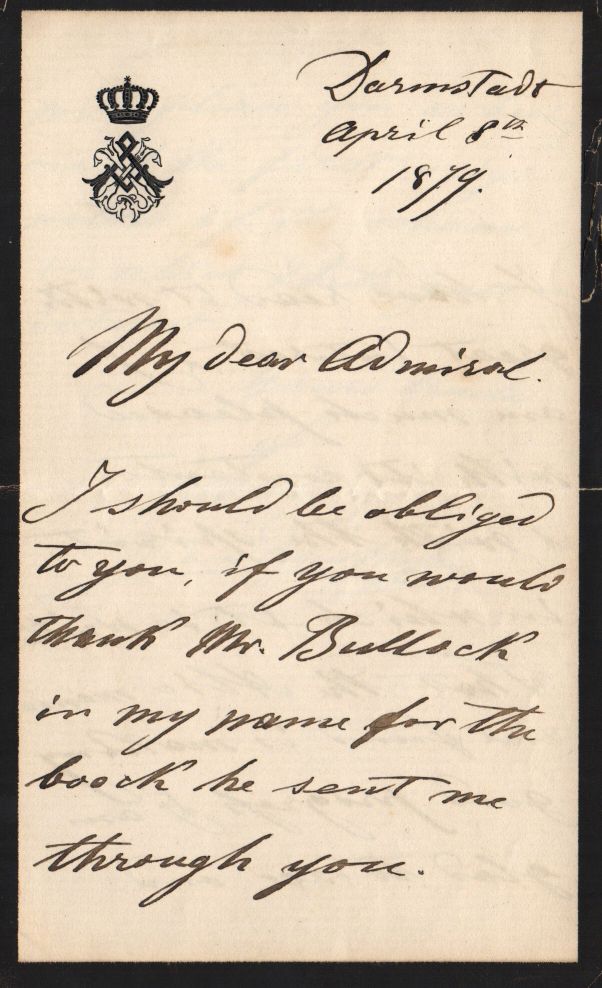 Darmstadt
April 8th
1879.
My dear Admiral.
I should be obliged
to you, if you would
thank Mr. Bullock
in my name for the
boock he sent me
through you.